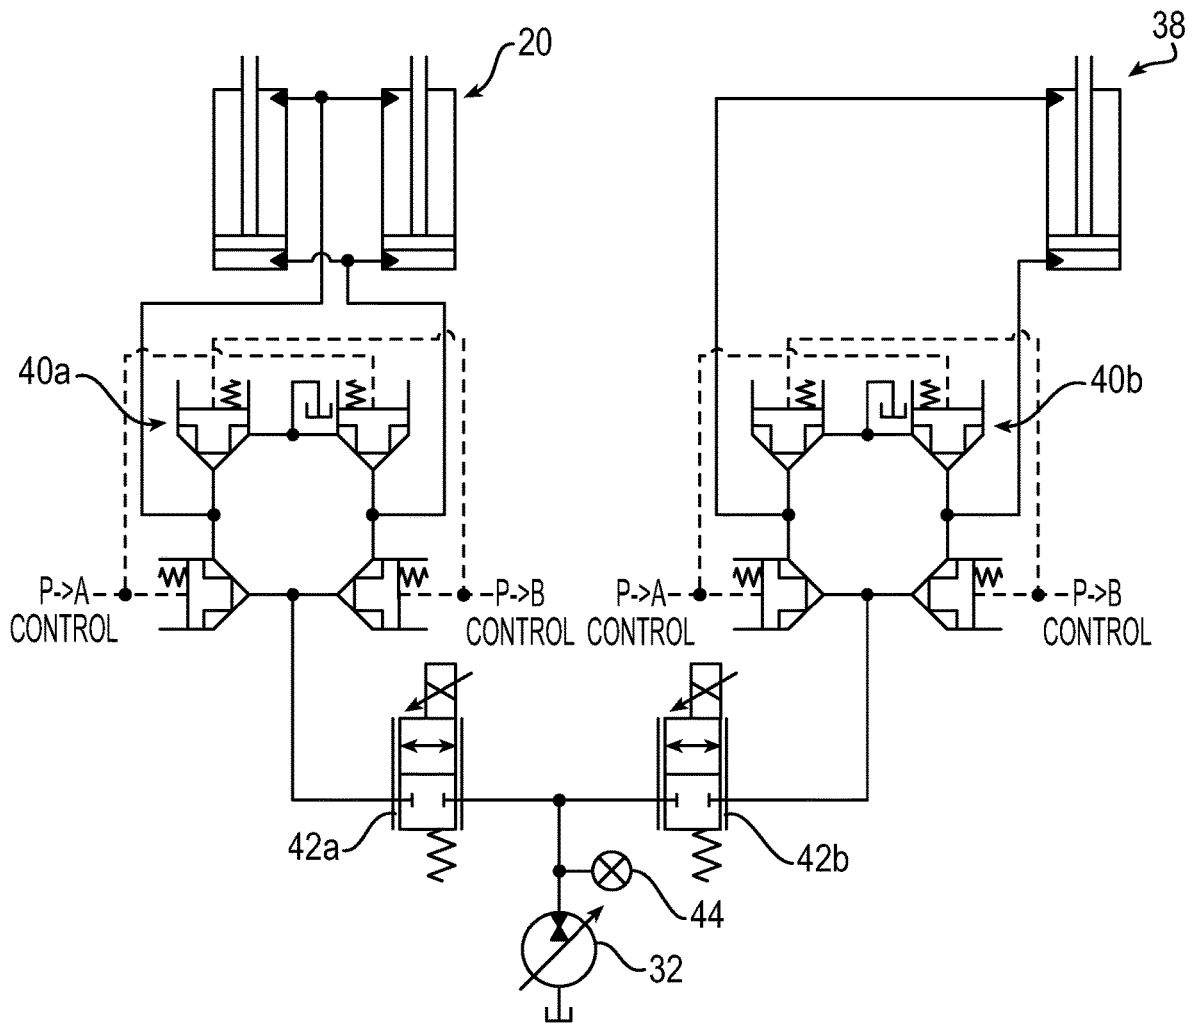 20
38
40a
40b
P->A
CONTROL
P->B
CONTROL
P->A
CONTROL
P->B
CONTROL
42a
42b
44
32